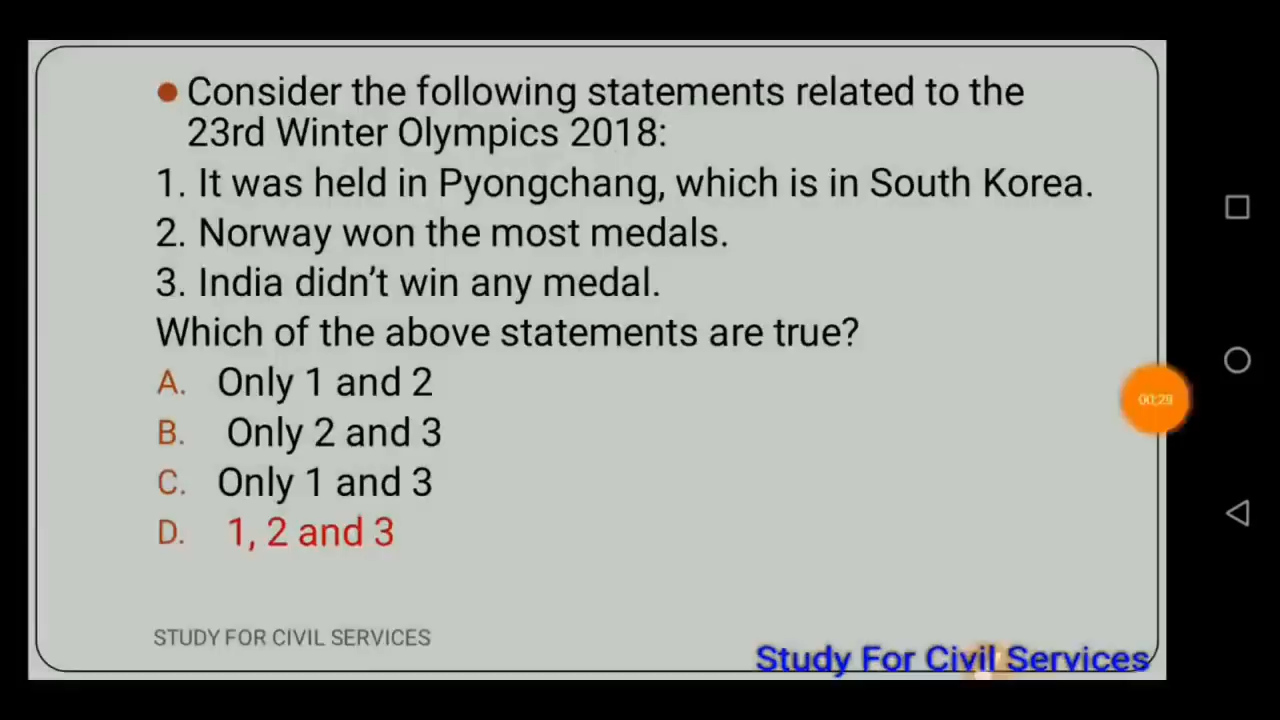 Consider the following statements related to the
23rd Winter Olympics 2018:
1. It was held in Pyongchang, which is in South Korea.
2. Norway won the most medals.
3. India didn't win any medal.
Which of the above statements are true?
A. Only 1 and 2
B. Only 2 and 3
C. Only 1 and 3
D. 1, 2 and 3
00:29
STUDY FOR CIVIL SERVICES
Study For Civil Services